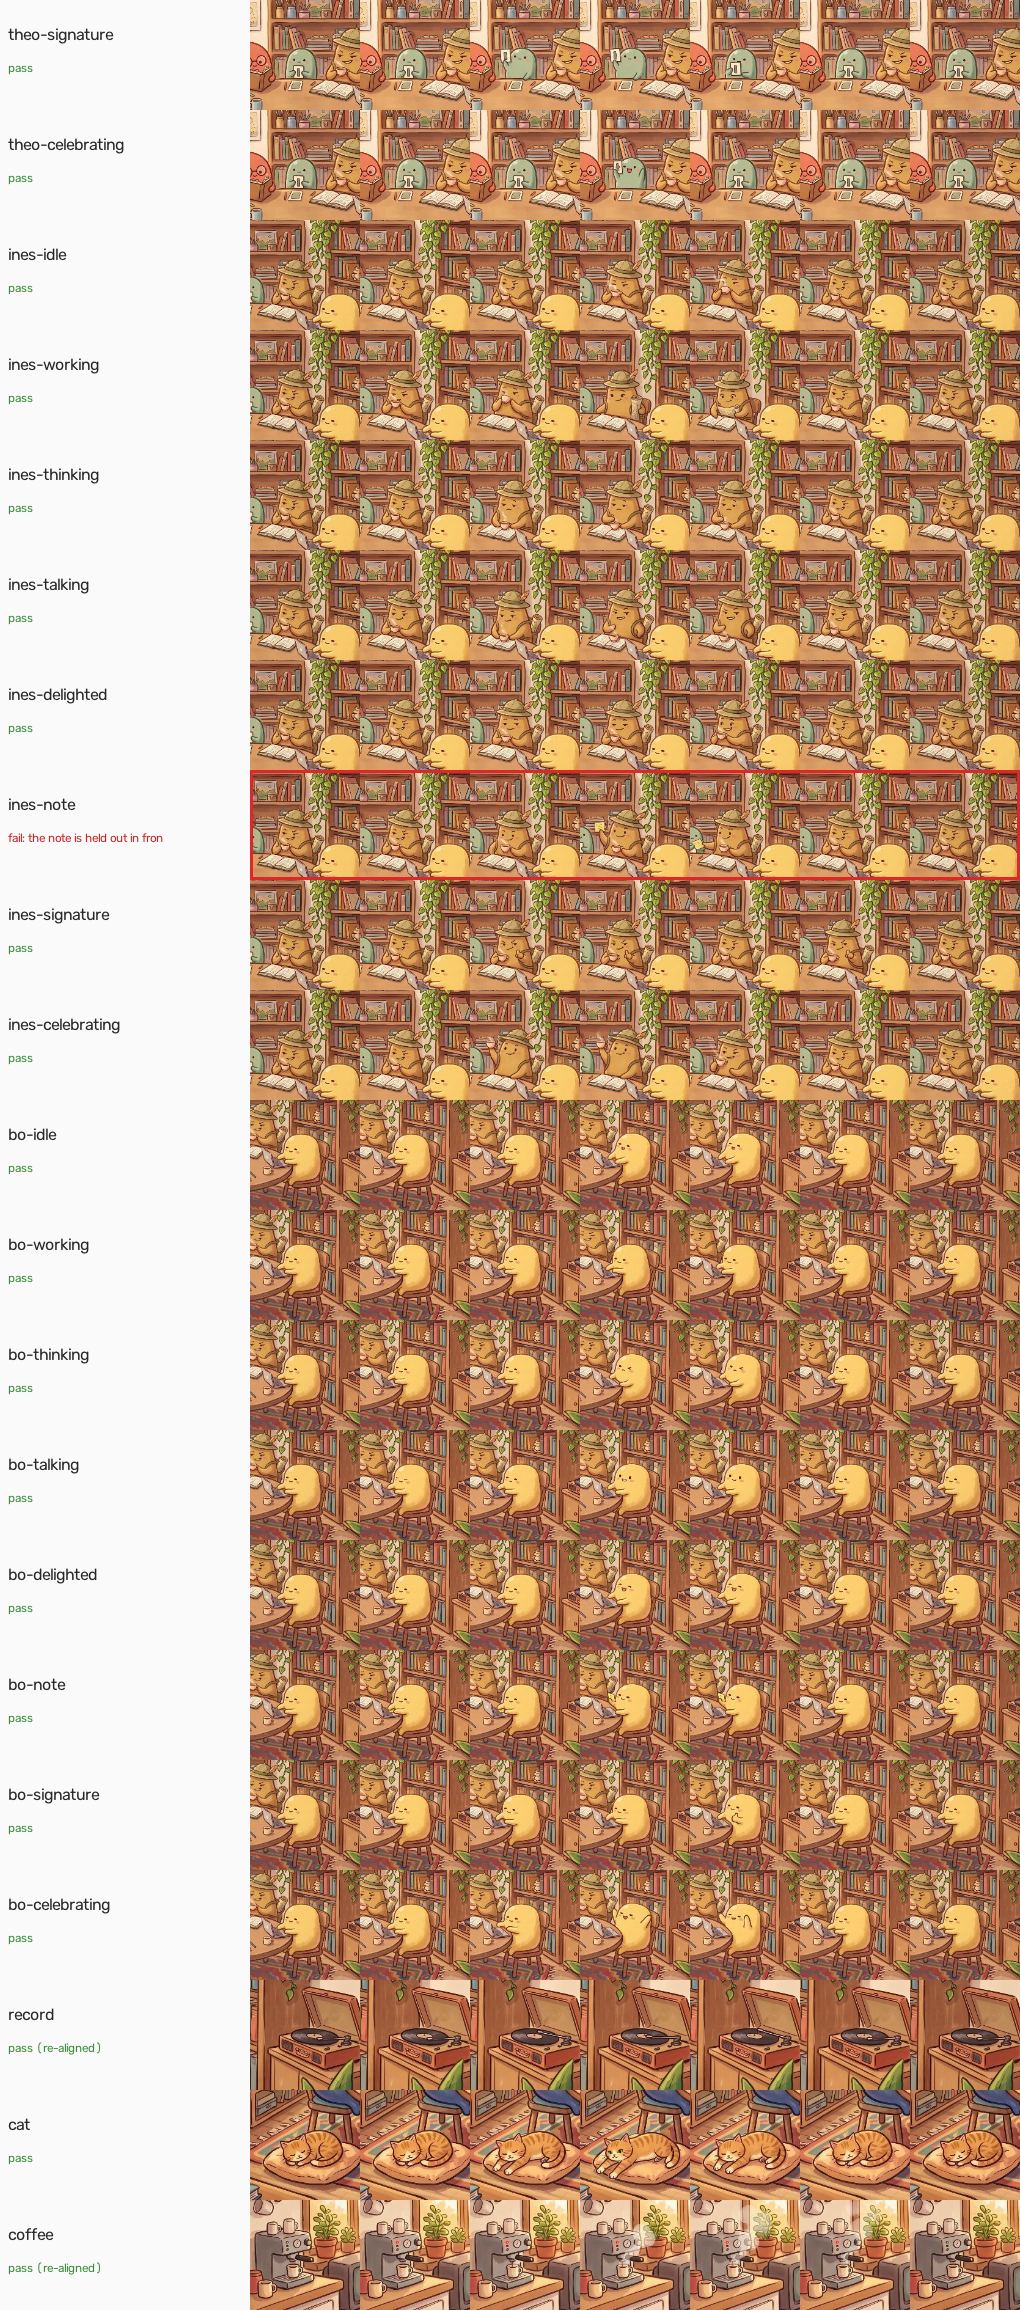 theo-signature
pass
theo-celebrating
pass
ines-idle
pass
ines-working
pass
ines-thinking
pass
ines-talking
pass
ines-delighted
pass
ines-note
fail: the note is held out in fron
ines-signature
pass
ines-celebrating
pass
bo-idle
pass
bo-working
pass
bo-thinking
pass
bo-talking
pass
bo-delighted
pass
bo-note
pass
bo-signature
pass
bo-celebrating
pass
record
pass (re-aligned)
cat
pass
coffee
pass (re-aligned)